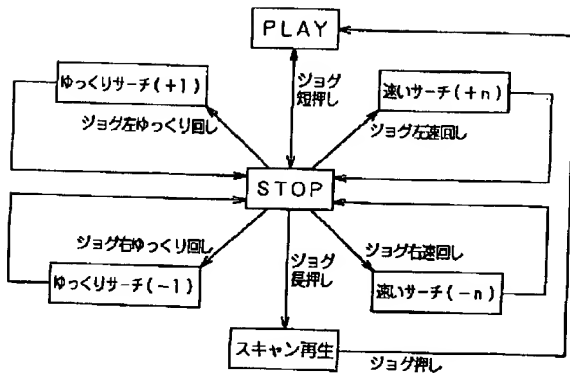 PLAY
ゆっくりサーチ(+1)
ジョグ
短押し
速いサーチ(+n)
ジョグ左ゆっくり回し
ジョグ左速回し
STOP
ジョグ右ゆっくり回し
ジョグ
長押し
ジョグ右速回し
ゆっくりサーチ(-1)
速いサーチ(-n)
スキャン再生
ジョグ押し